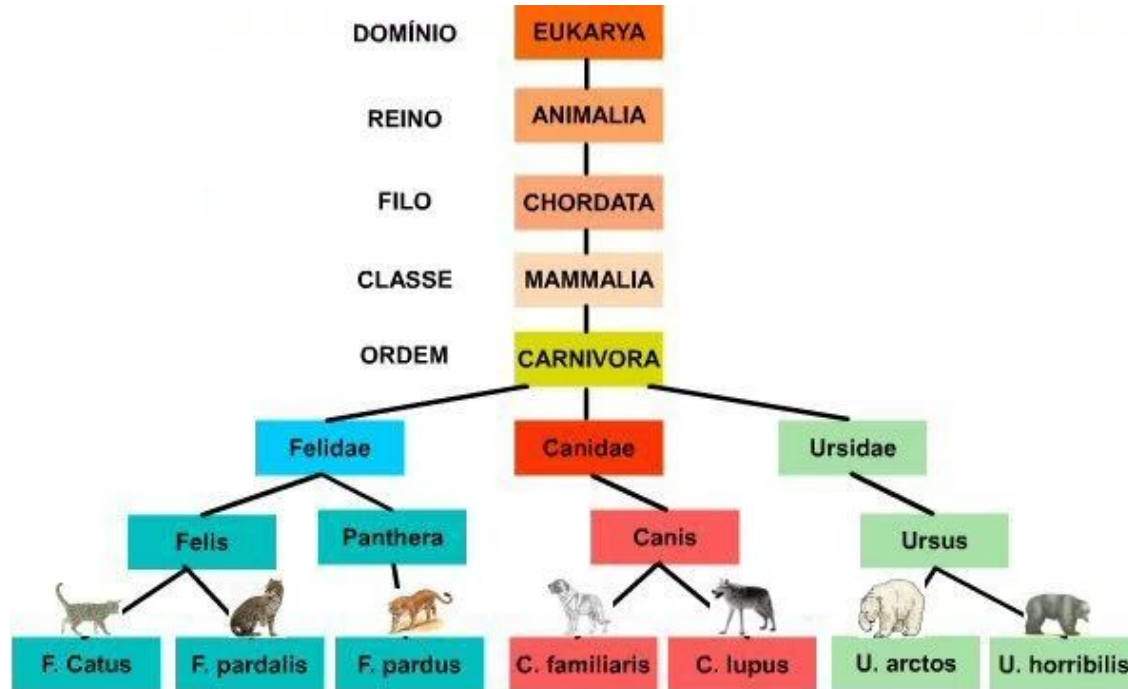 DOMÍNIO EUKARYA
REINO ANIMALIA
FILO CHORDATA
CLASSE MAMMALIA
ORDEM CARNIVORA
Felidae Canidae Ursidae
Felis Panthera Canis Ursus
F. Catus F. pardalis F. pardus C. familiaris C. lupus U. arctos U. horribilis